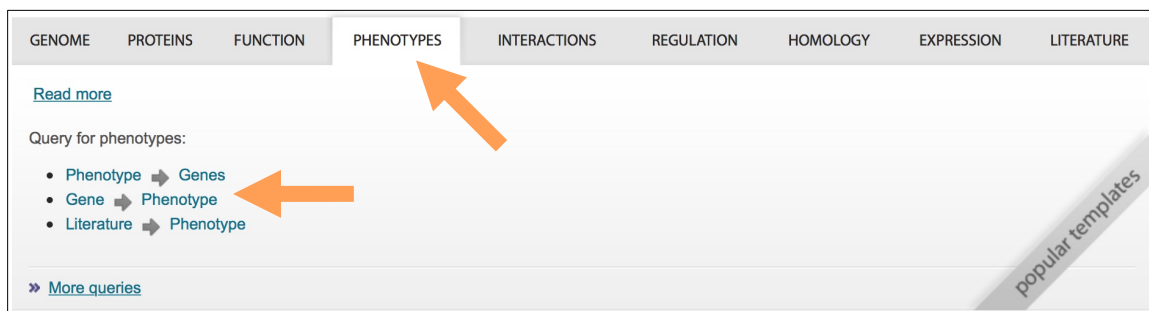 GENOME PROTEINS FUNCTION PHENOTYPES INTERACTIONS REGULATION HOMOLOGY EXPRESSION LITERATURE
Read more
Query for phenotypes:
• Phenotype ➡ Genes
• Gene ➡ Phenotype
• Literature ➡ Phenotype
popular templates
» More queries